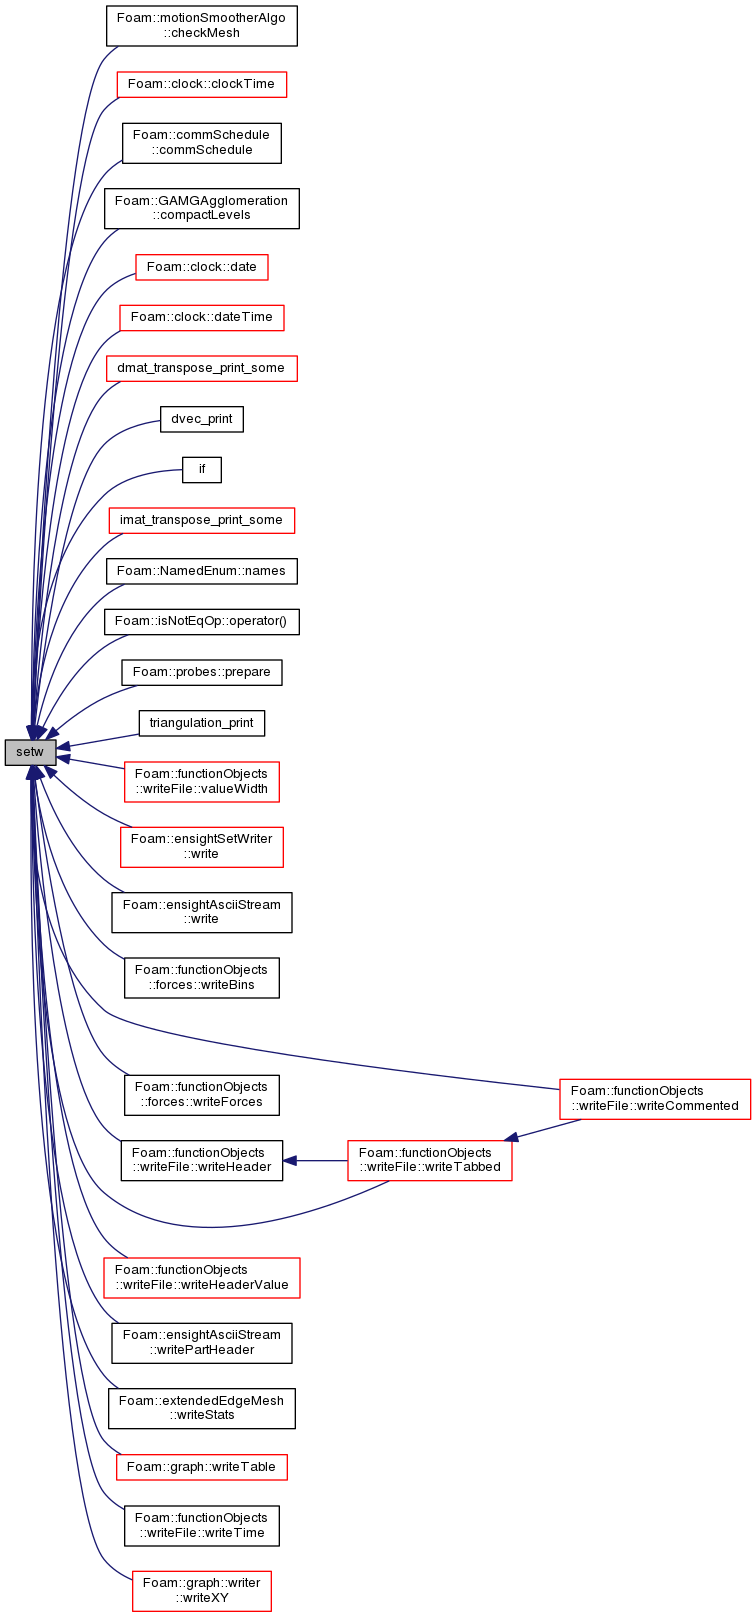 Foam::motionSmootherAlgo
::checkMesh
Foam::clock::clockTime
Foam::commSchedule
::commSchedule
Foam::GAMGAgglomeration
::compactLevels
Foam::clock::date
Foam::clock::dateTime
dmat_transpose_print_some
dvec_print
if
imat_transpose_print_some
Foam::NamedEnum::names
Foam::isNotEqOp::operator()
Foam::probes::prepare
triangulation_print
setw
Foam::functionObjects
::writeFile::valueWidth
Foam::ensightSetWriter
::write
Foam::ensightAsciiStream
::write
Foam::functionObjects
::forces::writeBins
Foam::functionObjects
::forces::writeForces
Foam::functionObjects
::writeFile::writeCommented
Foam::functionObjects
::writeFile::writeHeader
Foam::functionObjects
::writeFile::writeTabbed
Foam::functionObjects
::writeFile::writeHeaderValue
Foam::ensightAsciiStream
::writePartHeader
Foam::extendedEdgeMesh
::writeStats
Foam::graph::writeTable
Foam::functionObjects
::writeFile::writeTime
Foam::graph::writer
::writeXY